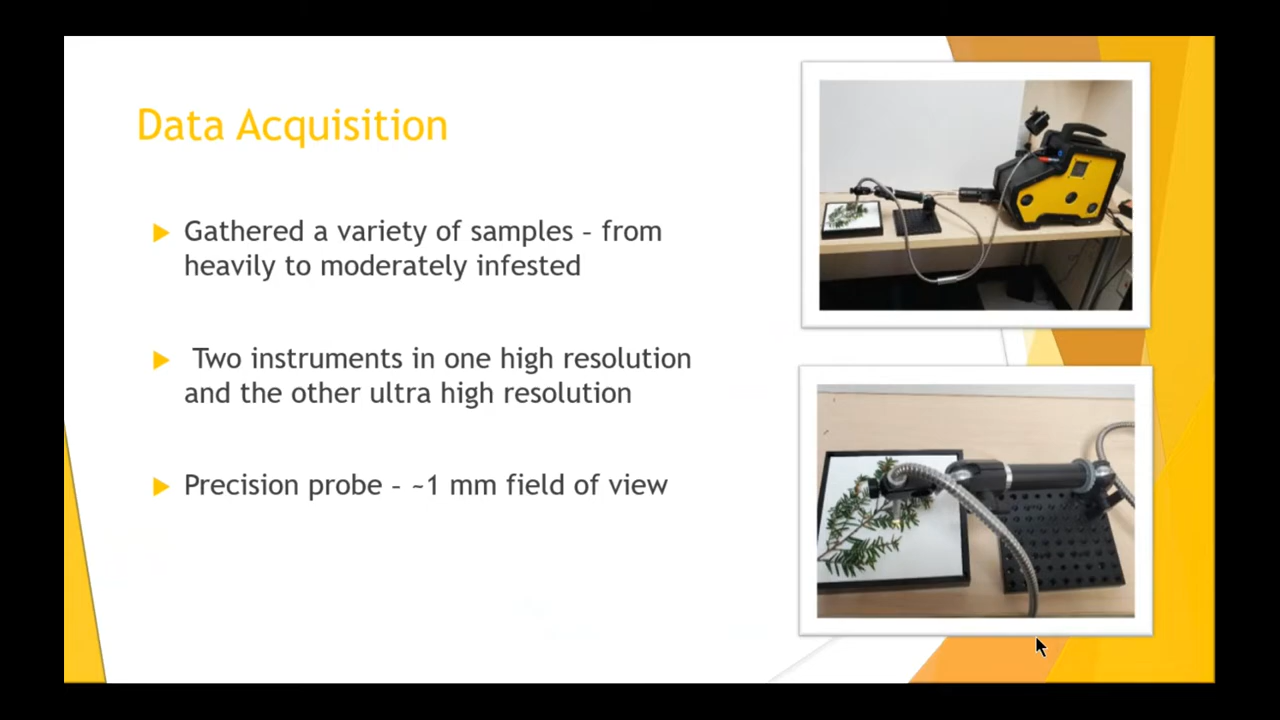 Data Acquisition
Gathered a variety of samples – from
heavily to moderately infested
Two instruments in one high resolution
and the other ultra high resolution
Precision probe – ~1 mm field of view